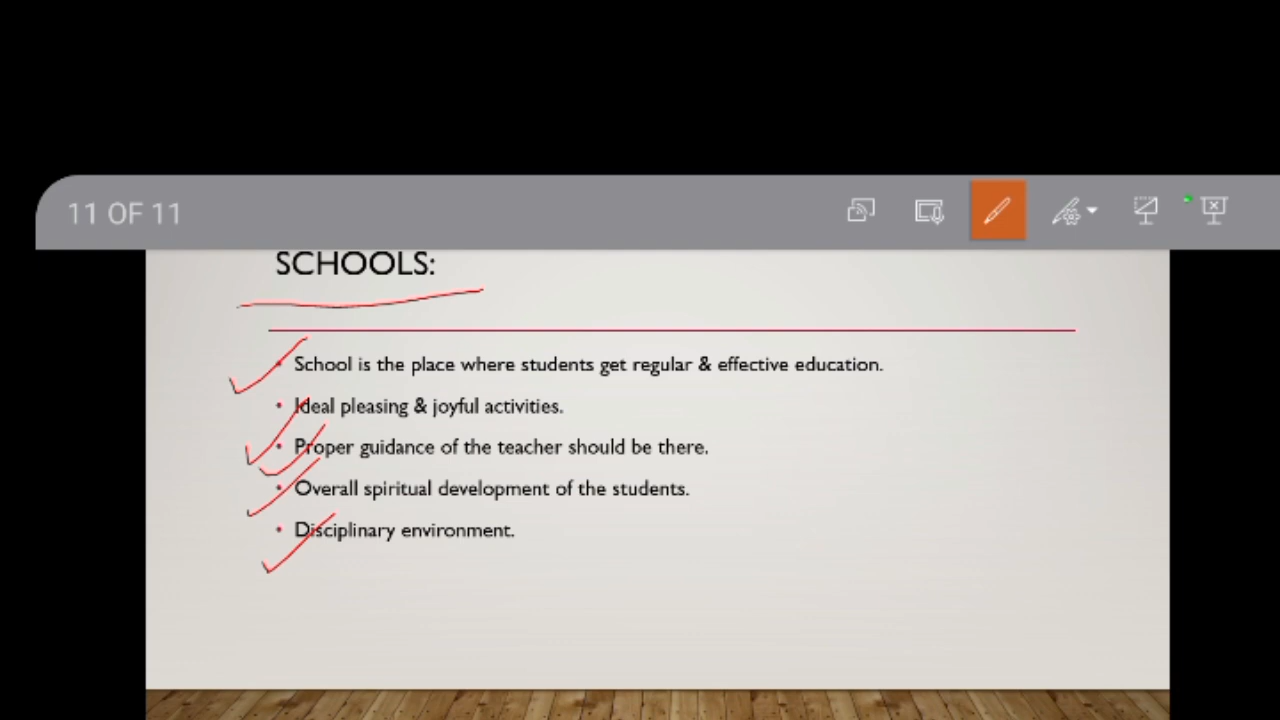 11 OF 11
SCHOOLS:
• School is the place where students get regular & effective education.
• Ideal pleasing & joyful activities.
• Proper guidance of the teacher should be there.
• Overall spiritual development of the students.
• Disciplinary environment.